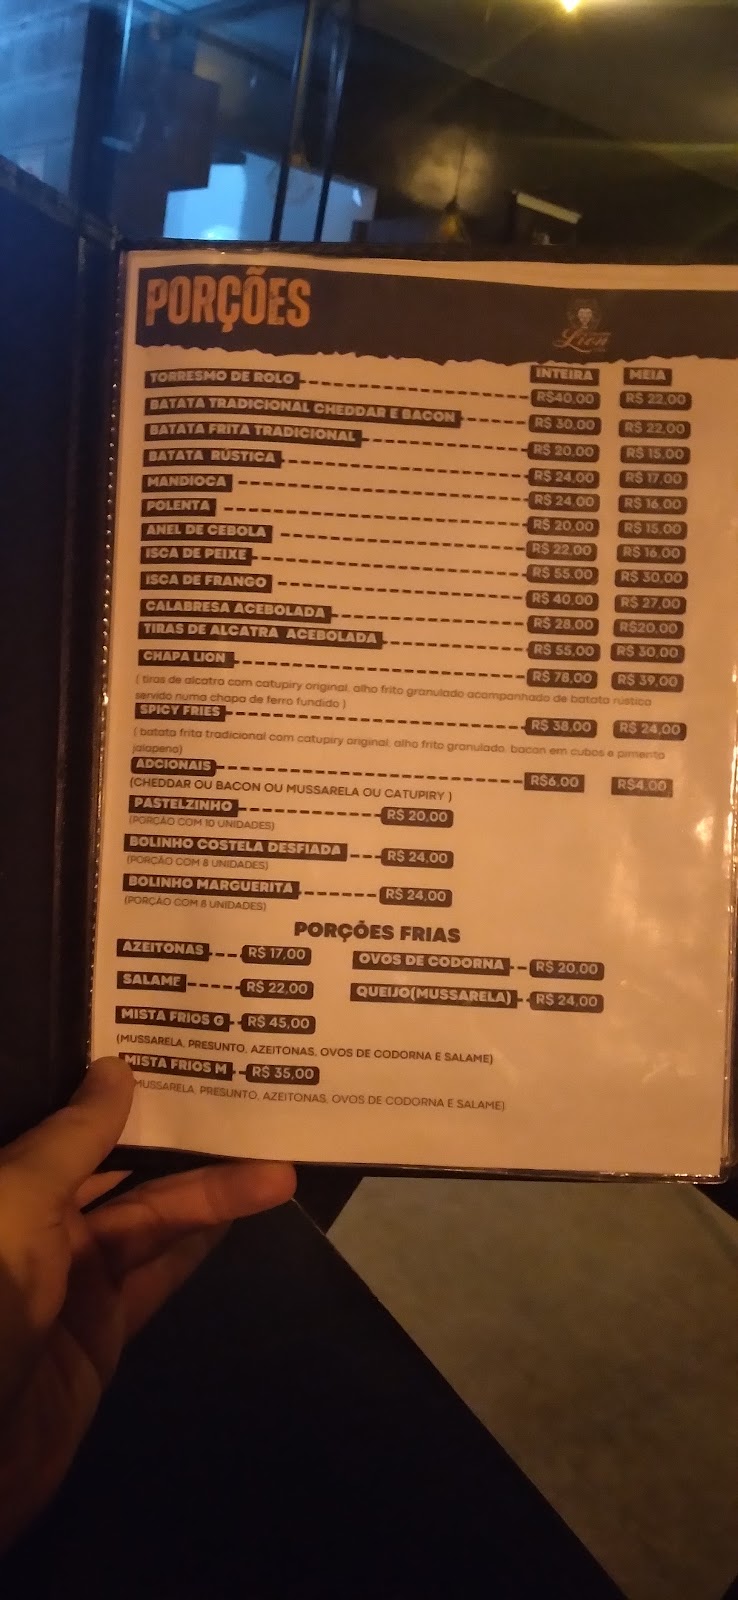 PORÇÕES
Lion
INTEIRA MEIA
TORRESMO DE ROLO R$40,00 R$ 22,00
BATATA TRADICIONAL CHEDDAR E BACON R$ 30,00 R$ 22,00
BATATA FRITA TRADICIONAL R$ 20,00 R$ 15,00
BATATA RÚSTICA R$ 24,00 R$ 17,00
MANDIOCA R$ 24,00 R$ 16,00
POLENTA R$ 20,00 R$ 15,00
ANEL DE CEBOLA R$ 22,00 R$ 16,00
ISCA DE PEIXE R$ 55,00 R$ 30,00
ISCA DE FRANGO R$ 40,00 R$ 27,00
CALABRESA ACEBOLADA R$ 28,00 R$20,00
TIRAS DE ALCATRA ACEBOLADA R$ 55,00 R$ 30,00
CHAPA LION R$ 78,00 R$ 39,00
( tiras de alcatra com catupiry original, alho frito granulado acompanhado de batata rústica
servido numa chapa de ferro fundido )
SPICY FRIES R$ 38,00 R$ 24,00
( batata frita tradicional com catupiry original, alho frito granulado, bacon em cubos e pimenta
jalapeno)
ADCIONAIS R$6,00 R$4,00
(CHEDDAR OU BACON OU MUSSARELA OU CATUPIRY )
PASTELZINHO R$ 20,00
(PORÇÃO COM 10 UNIDADES)
BOLINHO COSTELA DESFIADA R$ 24,00
(PORÇÃO COM 8 UNIDADES)
BOLINHO MARGUERITA R$ 24,00
(PORÇÃO COM 8 UNIDADES)
PORÇÕES FRIAS
AZEITONAS R$ 17,00 OVOS DE CODORNA R$ 20,00
SALAME R$ 22,00 QUEIJO(MUSSARELA) R$ 24,00
MISTA FRIOS G R$ 45,00
(MUSSARELA, PRESUNTO, AZEITONAS, OVOS DE CODORNA E SALAME)
MISTA FRIOS M R$ 35,00
MUSSARELA, PRESUNTO, AZEITONAS, OVOS DE CODORNA E SALAME)